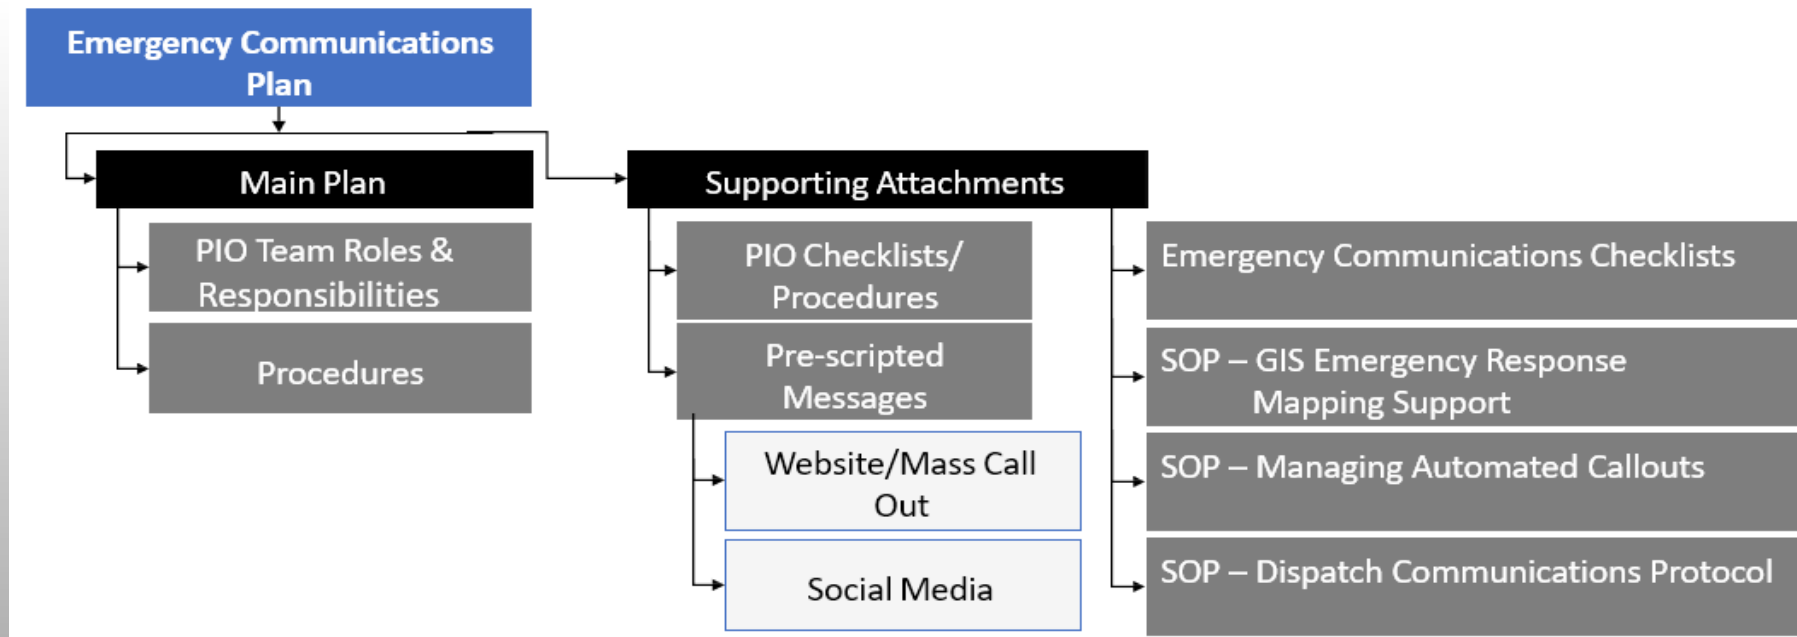 Emergency Communications
Plan
Main Plan
PIO Team Roles &
Responsibilities
Procedures
Supporting Attachments
PIO Checklists/
Procedures
Pre-scripted
Messages
Website/Mass Call
Out
Social Media
Emergency Communications Checklists
SOP – GIS Emergency Response
Mapping Support
SOP – Managing Automated Callouts
SOP – Dispatch Communications Protocol